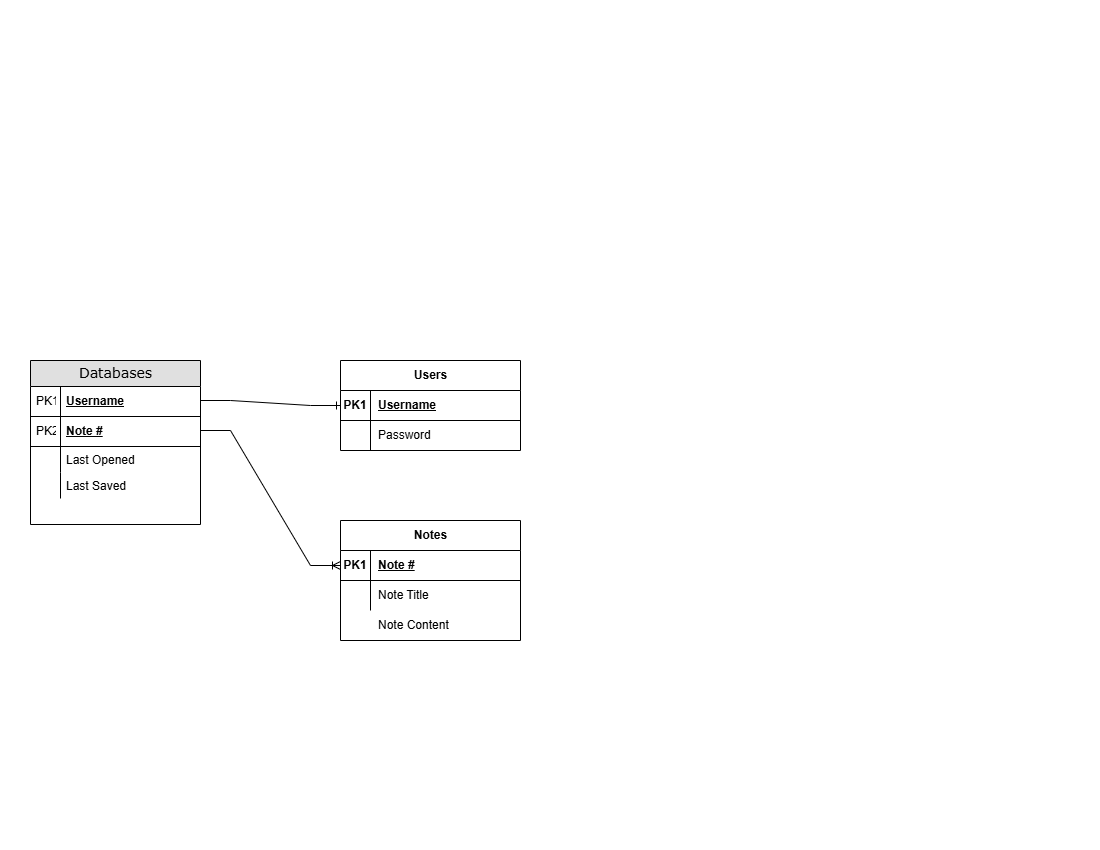 Databases
PK1 Username
PK2 Note #
Last Opened
Last Saved
Users
PK1 Username
Password
Notes
PK1 Note #
Note Title
Note Content